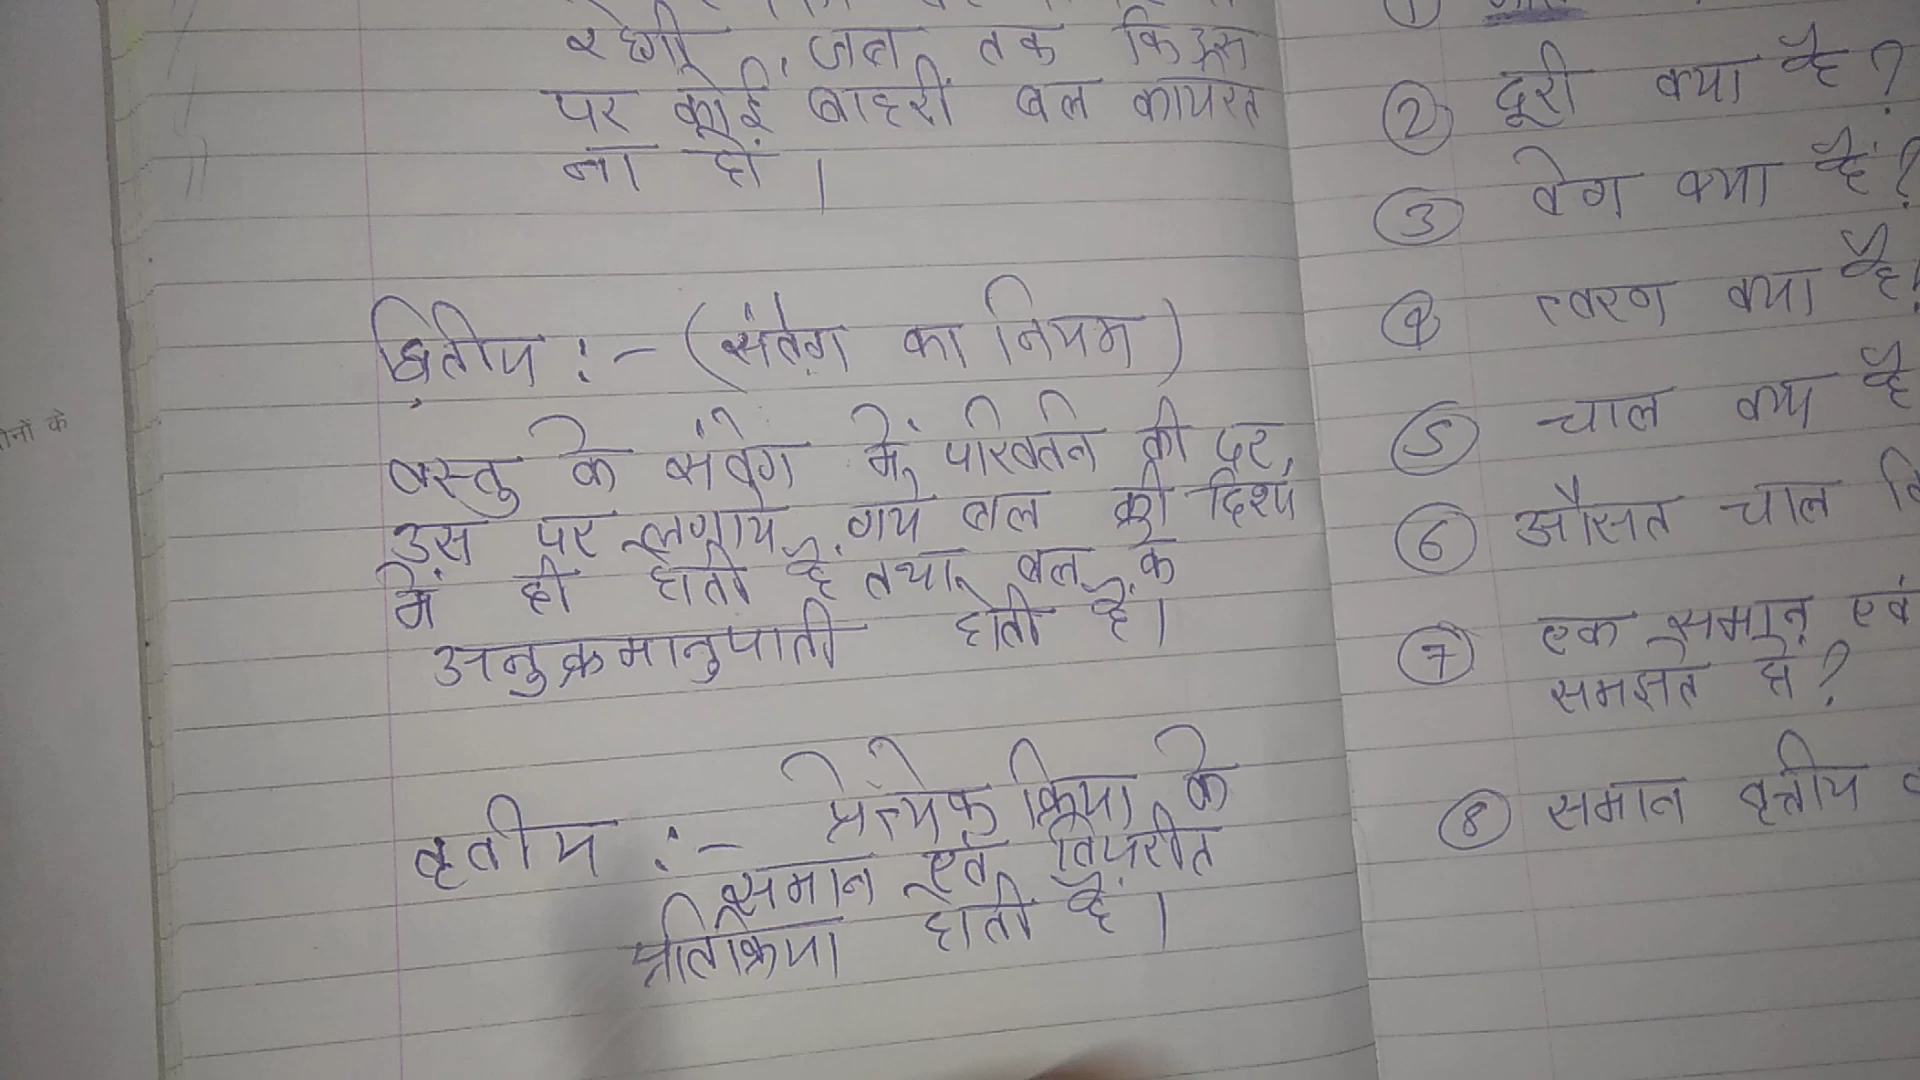 रहेगी, जब तक कि उस
पर कोई बाहरी बल कार्यरत
ना हो।
द्वितीय :- (संवेग का नियम)
वस्तु के संवेग में परिवर्तन की दर,
उस पर लगाये गये बल की दिशा
में ही होती है तथा बल के
अनुक्रमानुपाती होती है।
तृतीय :- प्रत्येक क्रिया के
समान एवं विपरीत
प्रतिक्रिया होती है।
①
② दूरी क्या है?
③ वेग क्या है?
④ त्वरण क्या है?
⑤ चाल क्य है
⑥ औसत चाल
⑦ एक समान एवं
समझते हो?
⑧ समान वृत्तीय